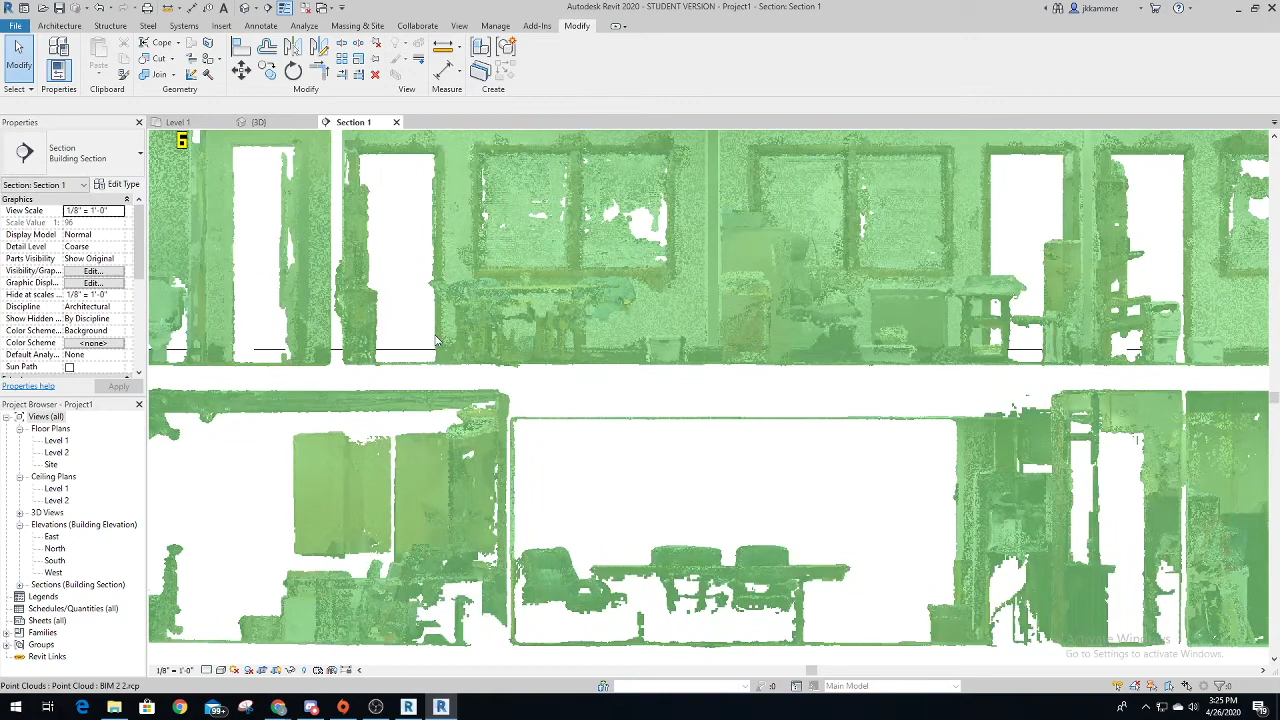 Autodesk Revit 2020 - STUDENT VERSION - Project1 - Section: Section 1
jkkammer
File Architecture Structure Steel Systems Insert Annotate Analyze Massing & Site Collaborate View Manage Add-Ins Modify
Modify
Paste
Cope
Cut
Join
Select Properties Clipboard Geometry Modify View Measure Create
Properties
Level 1 {3D} Section 1
6
Section
Building Section
Section: Section 1 Edit Type
Graphics
View Scale 1/8" = 1'-0"
Scale Value 1: 96
Display Model Normal
Detail Level Coarse
Parts Visibility Show Original
Visibility/Grap... Edit...
Graphic Displ... Edit...
Hide at scales ... 1/8" = 1'-0"
Discipline Architectural
Show Hidden... By Discipline
Color Scheme... Background
Color Scheme <none>
Default Analy... None
Sun Path
Properties help Apply
Project Browser - Project1
Views (all)
Floor Plans
Level 1
Level 2
Site
Ceiling Plans
Level 1
Level 2
3D Views
Elevations (Building Elevation)
East
North
South
West
Sections (Building Section)
Legends
Schedules/Quantities (all)
Sheets (all)
Families
Groups
Revit Links
Activate Windows
Go to Settings to activate Windows.
1/8" = 1'-0"
Point Clouds : Point Cloud : BIM 2 2.rcp
:0
Main Model
:0
99+
3:25 PM
4/26/2020
19